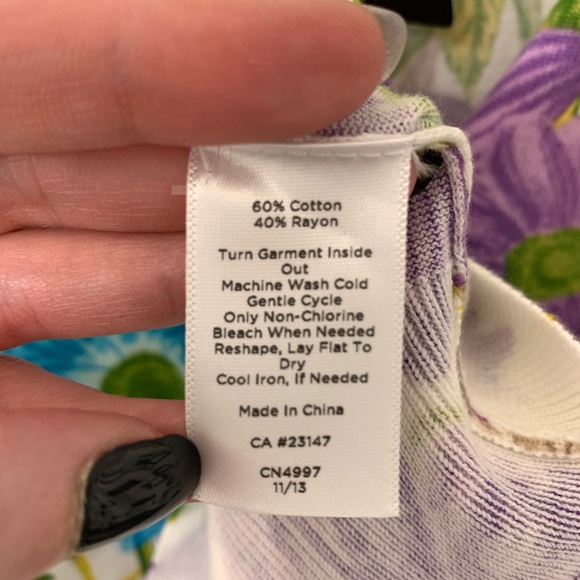 60% Cotton
40% Rayon
Turn Garment Inside
Out
Machine Wash Cold
Gentle Cycle
Only Non-Chlorine
Bleach When Needed
Reshape, Lay Flat To
Dry
Cool Iron, If Needed
Made In China
CA #23147
CN4997
11/13